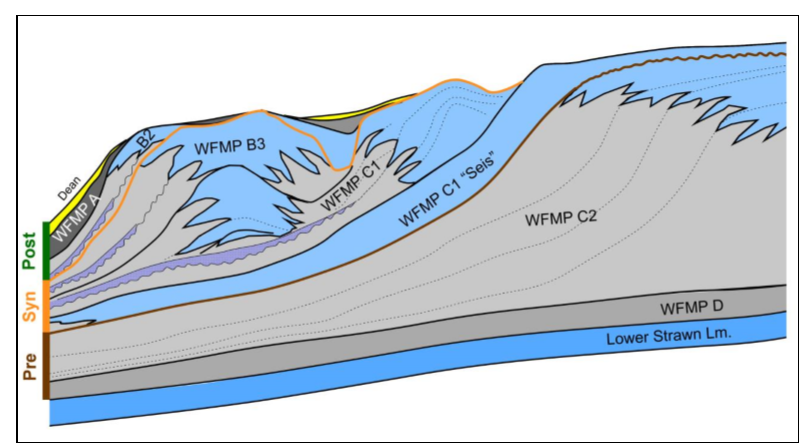 Dean
WFMP A
B2
WFMP B3
WFMP C1
WFMP C1 "Seis"
WFMP C2
WFMP D
Lower Strawn Lm.
Post
Syn
Pre